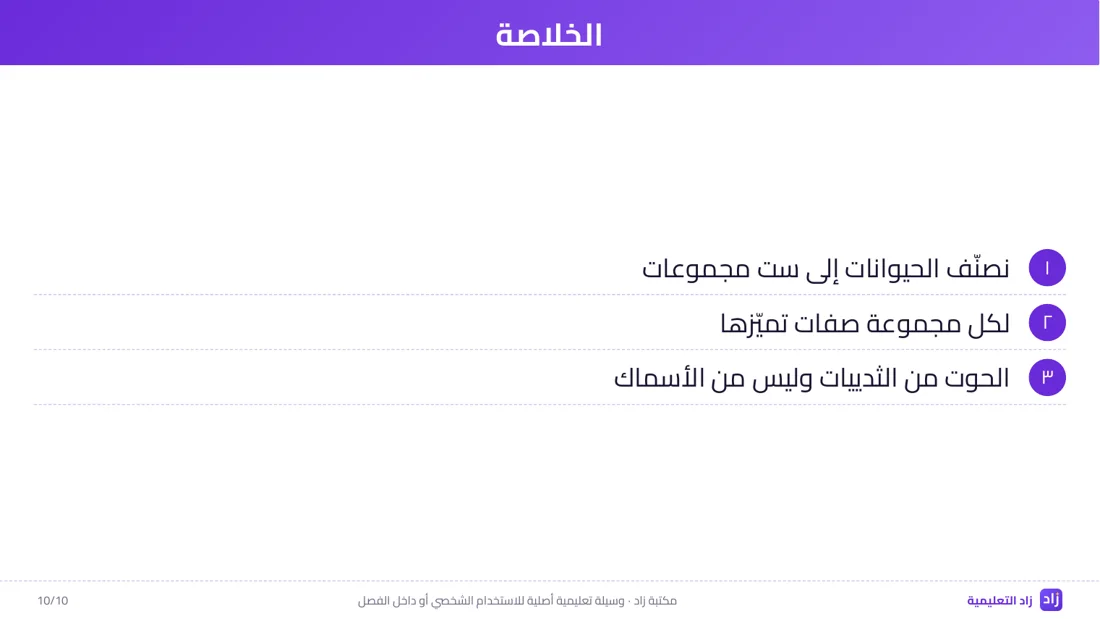 الخلاصة
١ نصنّف الحيوانات إلى ست مجموعات
٢ لكل مجموعة صفات تميّزها
٣ الحوت من الثدييات وليس من الأسماك
زاد زاد التعليمية
مكتبة زاد · وسيلة تعليمية أصلية للاستخدام الشخصي أو داخل الفصل
10/10